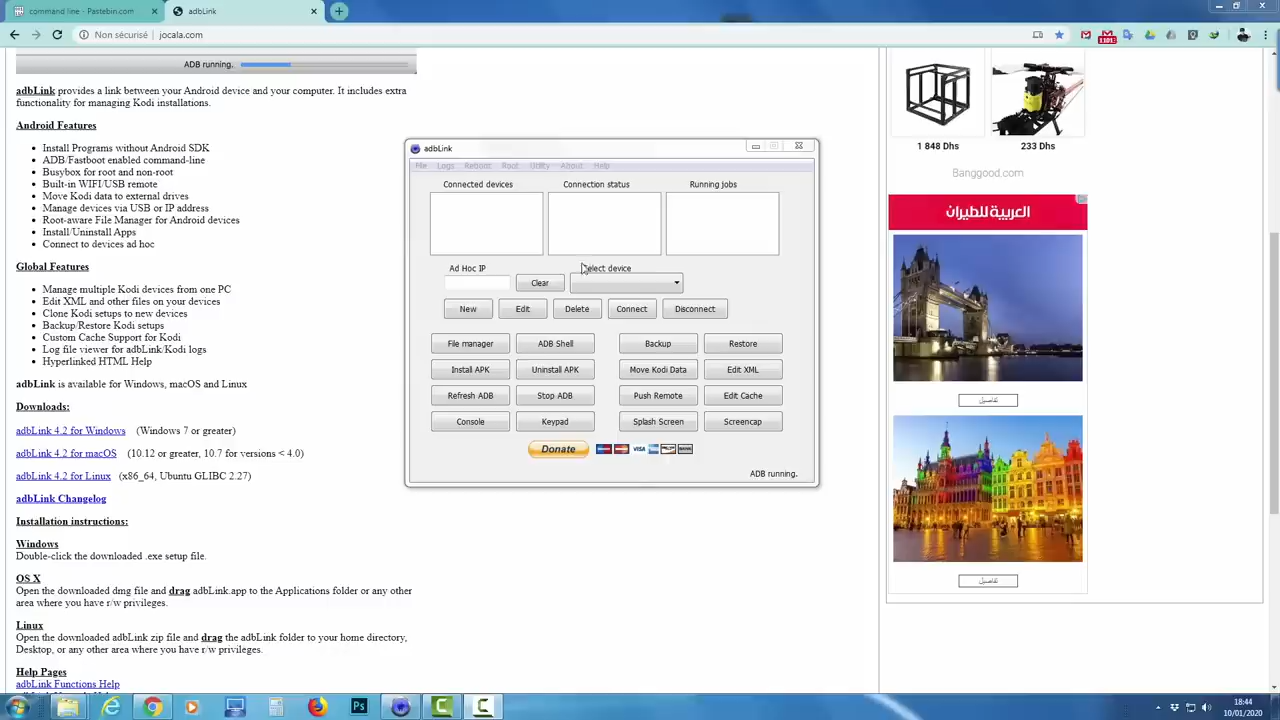 command line - Pastebin.com
adbLink
Non sécurisé | jocala.com
1101
ADB running.
adbLink provides a link between your Android device and your computer. It includes extra
functionality for managing Kodi installations.
Android Features
Install Programs without Android SDK
ADB/Fastboot enabled command-line
Busybox for root and non-root
Built-in WIFI/USB remote
Move Kodi data to external drives
Manage devices via USB or IP address
Root-aware File Manager for Android devices
Install/Uninstall Apps
Connect to devices ad hoc
Global Features
Manage multiple Kodi devices from one PC
Edit XML and other files on your devices
Clone Kodi setups to new devices
Backup/Restore Kodi setups
Custom Cache Support for Kodi
Log file viewer for adbLink/Kodi logs
Hyperlinked HTML Help
adbLink is available for Windows, macOS and Linux
Downloads:
adbLink 4.2 for Windows (Windows 7 or greater)
adbLink 4.2 for macOS (10.12 or greater, 10.7 for versions < 4.0)
adbLink 4.2 for Linux (x86_64, Ubuntu GLIBC 2.27)
adbLink Changelog
Installation instructions:
Windows
Double-click the downloaded .exe setup file.
OS X
Open the downloaded dmg file and drag adbLink.app to the Applications folder or any other
area where you have r/w privileges.
Linux
Open the downloaded adbLink zip file and drag the adbLink folder to your home directory,
Desktop, or any other area where you have r/w privileges.
Help Pages
adbLink Functions Help
adbLink
File Logs Reboot Root Utility About Help
Connected devices Connection status Running jobs
Ad Hoc IP Select device
Clear
New Edit Delete Connect Disconnect
File manager ADB Shell Backup Restore
Install APK Uninstall APK Move Kodi Data Edit XML
Refresh ADB Stop ADB Push Remote Edit Cache
Console Keypad Splash Screen Screencap
Donate VISA
ADB running.
1 848 Dhs 233 Dhs
Banggood.com
العربية للطيران
تفاصيل
تفاصيل
Ps
18:44
10/01/2020